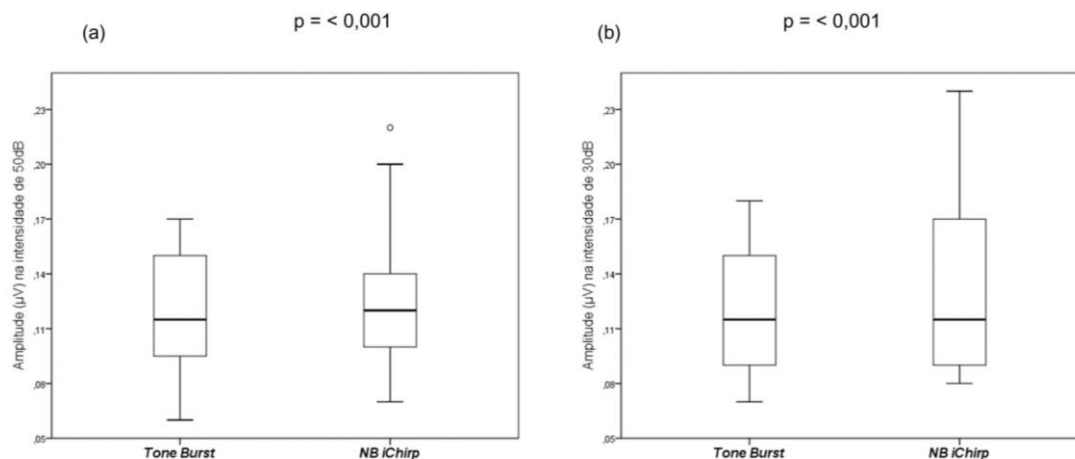 (a)
p = < 0,001
Amplitude (µV) na intensidade de 50dB
,23
,20
,17
,14
,11
,08
,05
Tone Burst
NB iChirp
(b)
p = < 0,001
Amplitude (µV) na intensidade de 30dB
,23
,20
,17
,14
,11
,08
,05
Tone Burst
NB iChirp